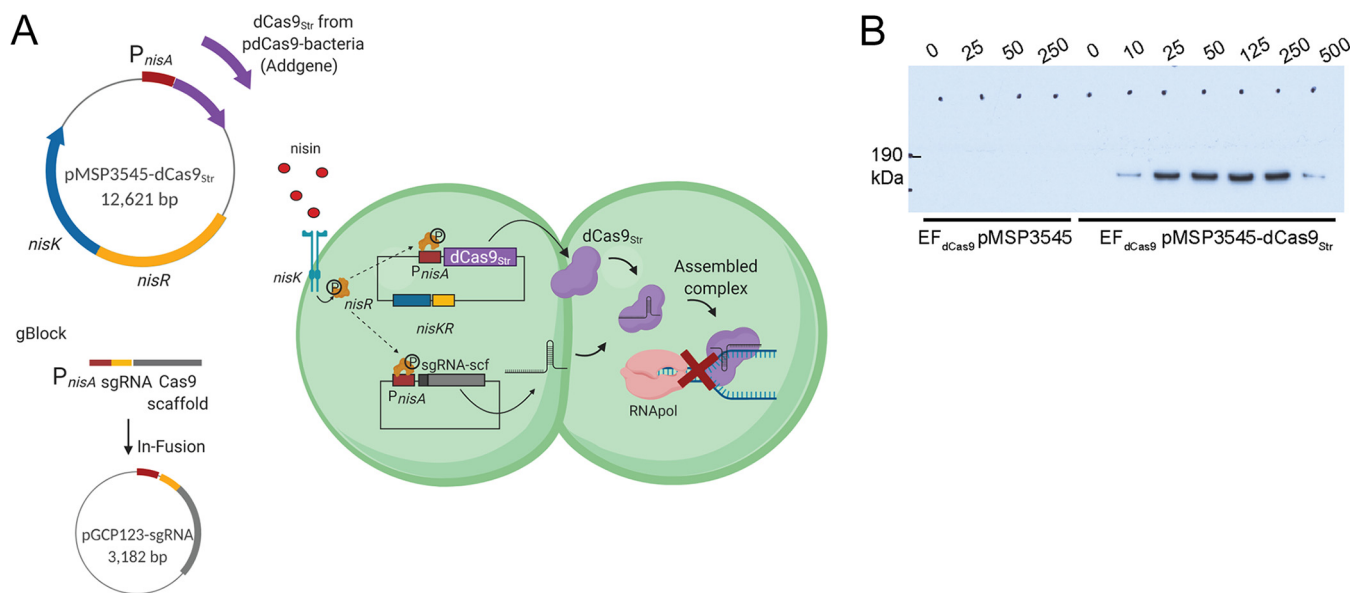 A
P nisA
dCas9Str from
pdCas9-bacteria
(Addgene)
pMSP3545-dCas9Str
12,621 bp
nisK
nisR
gBlock
PnisA sgRNA Cas9
scaffold
In-Fusion
pGCP123-sgRNA
3,182 bp
nisin
nisK
P
nisR
P
PnisA
dCas9Str
nisKR
P
sgRNA-scf
PnisA
dCas9Str
Assembled
complex
RNApol
B
0 25 50 250 0 10 25 50 125 250 500
190
kDa
EFdCas9 pMSP3545
EFdCas9 pMSP3545-dCas9Str